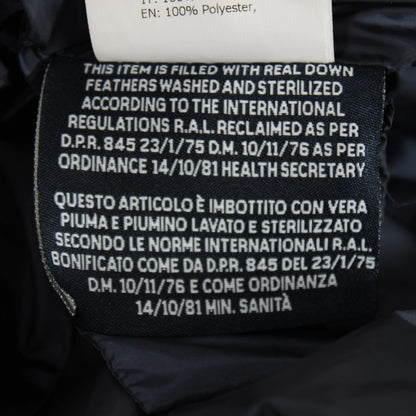 EN: 100% Polyester,
THIS ITEM IS FILLED WITH REAL DOWN
FEATHERS WASHED AND STERILIZED
ACCORDING TO THE INTERNATIONAL
REGULATIONS R.A.L. RECLAIMED AS PER
D.P.R. 845 23/1/75 D.M. 10/11/76 AS PER
ORDINANCE 14/10/81 HEALTH SECRETARY
QUESTO ARTICOLO È IMBOTTITO CON VERA
PIUMA E PIUMINO LAVATO E STERILIZZATO
SECONDO LE NORME INTERNATIONALI R.A.L.
BONIFICATO COME DA D.P.R. 845 DEL 23/1/75
D.M. 10/11/76 E COME ORDINANZA
14/10/81 MIN. SANITÀ